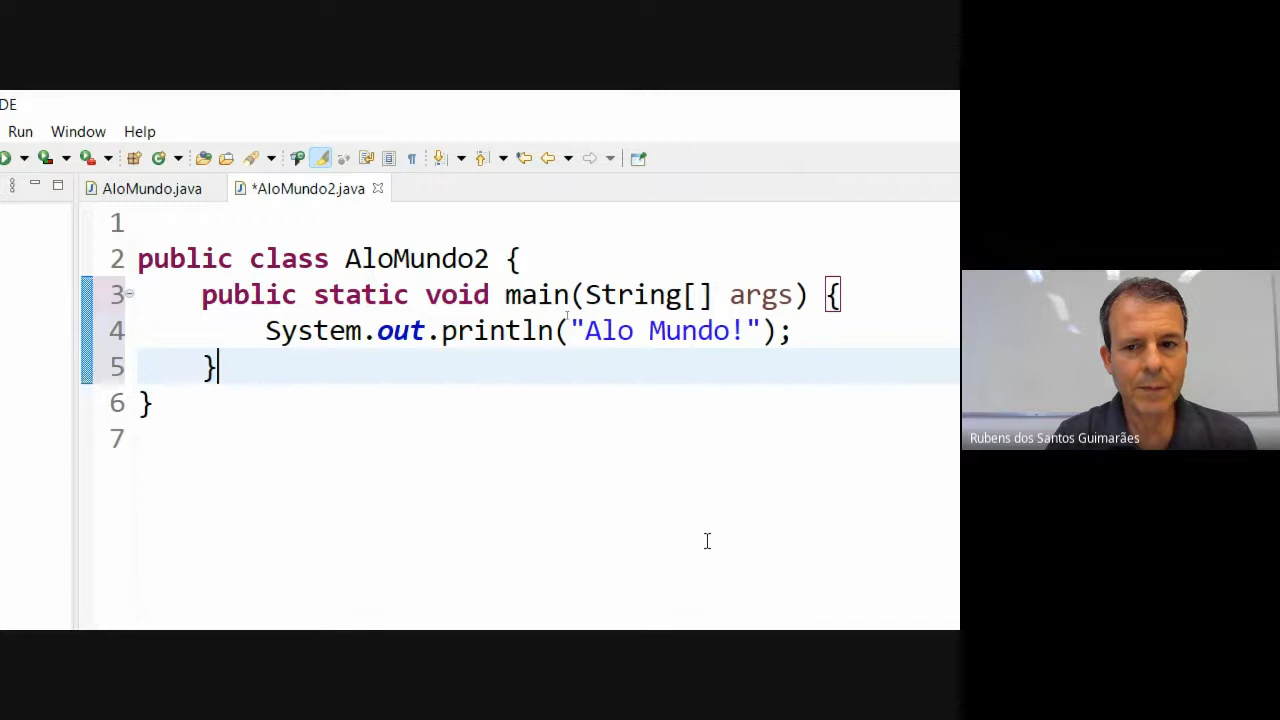 DE
Run Window Help
AloMundo.java *AloMundo2.java
1
2 public class AloMundo2 {
3 public static void main(String[] args) {
4 System.out.println("Alo Mundo!");
5 }
6 }
7
Rubens dos Santos Guimarães